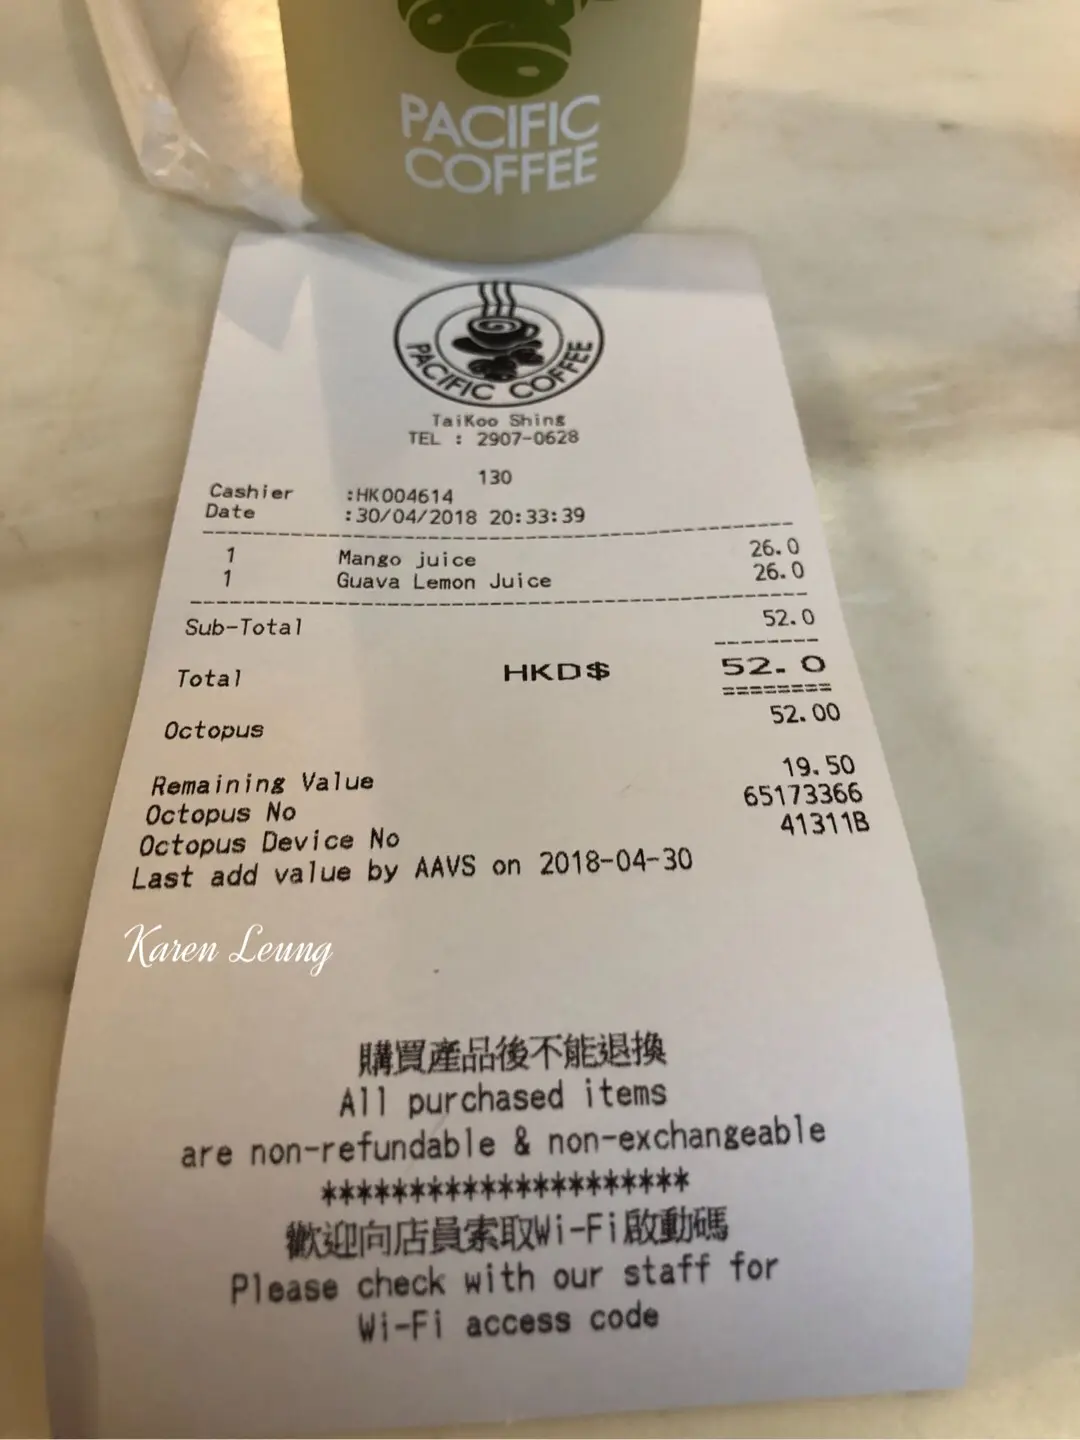 PACIFIC
COFFEE
PACIFIC COFFEE
TaiKoo Shing
TEL : 2907-0628
130
Cashier :HK004614
Date :30/04/2018 20:33:39
1 Mango juice 26.0
1 Guava Lemon Juice 26.0
Sub-Total 52.0
Total HKD$ 52.0
Octopus 52.00
Remaining Value 19.50
Octopus No 65173366
Octopus Device No 41311B
Last add value by AAVS on 2018-04-30
Karen Leung
購買產品後不能退換
All purchased items
are non-refundable & non-exchangeable
*********************
歡迎向店員索取Wi-Fi啟動碼
Please check with our staff for
Wi-Fi access code